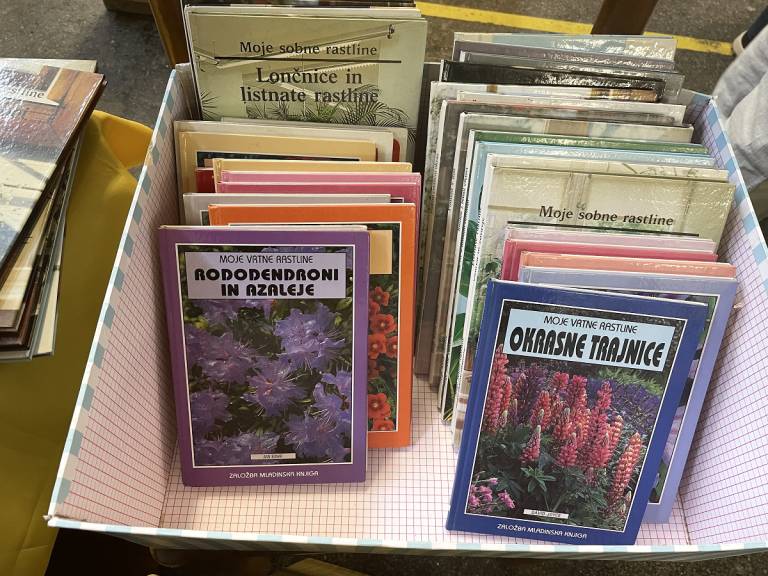 Moje sobne rastline
Lončnice in
listnate rastline
Moje sobne rastline
MOJE VRTNE RASTLINE
RODODENDRONI
IN AZALEJE
ZALOŽBA MLADINSKA KNJIGA
MOJE VRTNE RASTLINE
OKRASNE TRAJNICE
ZALOŽBA MLADINSKA KNJIGA